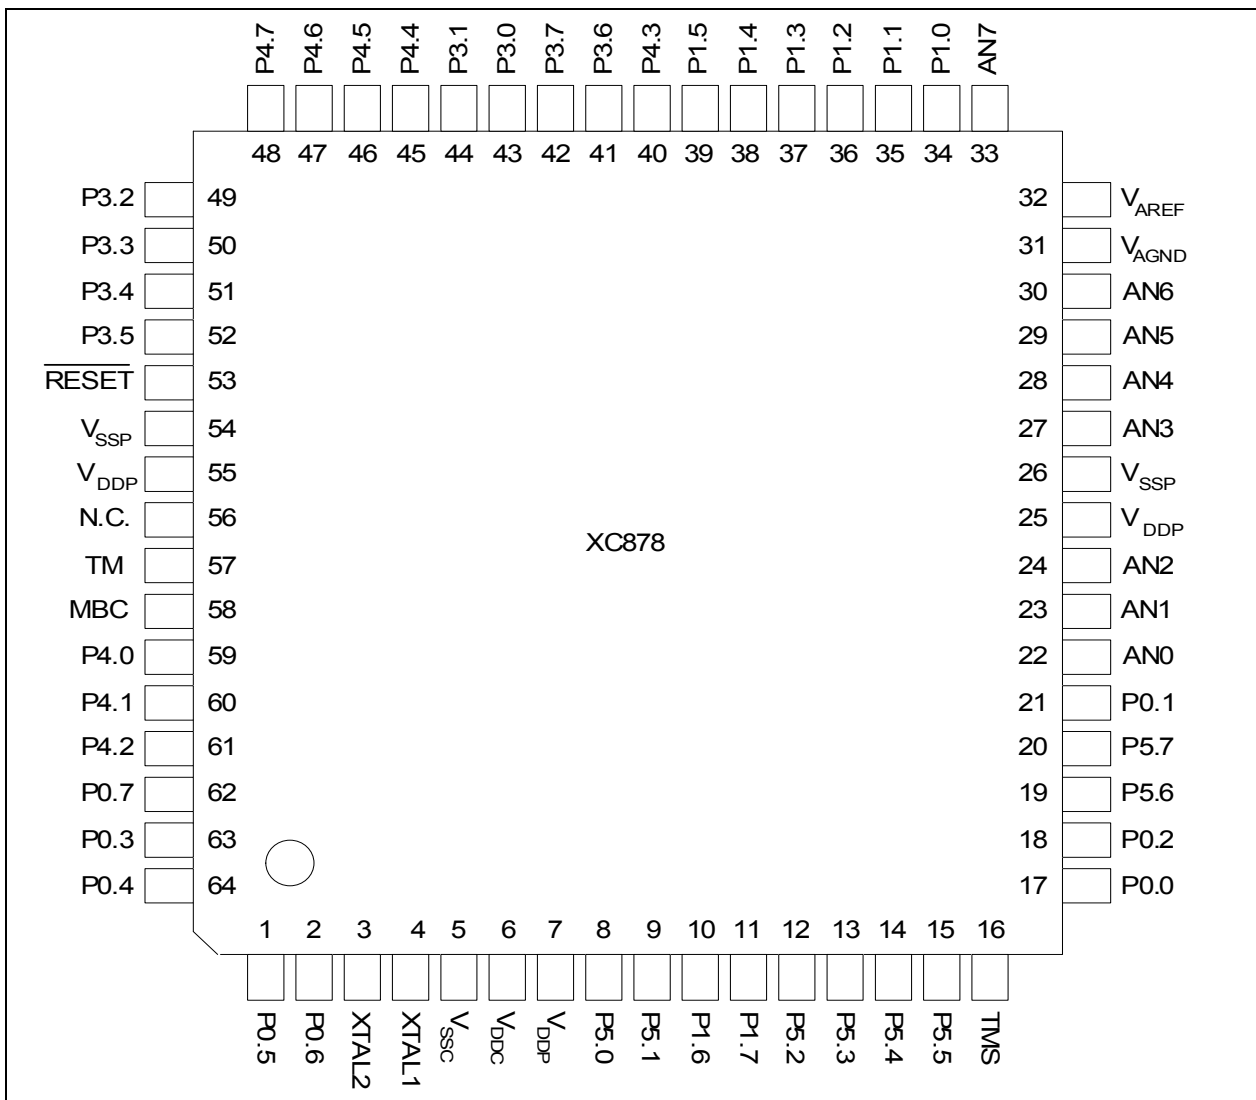 P4.7 P4.6 P4.5 P4.4 P3.1 P3.0 P3.7 P3.6 P4.3 P1.5 P1.4 P1.3 P1.2 P1.1 P1.0 AN7
48 47 46 45 44 43 42 41 40 39 38 37 36 35 34 33
P3.2 49 32 VAREF
P3.3 50 31 VAGND
P3.4 51 30 AN6
P3.5 52 29 AN5
RESET 53 28 AN4
VSSP 54 27 AN3
VDDP 55 26 VSSP
N.C. 56 25 VDDP
XC878
TM 57 24 AN2
MBC 58 23 AN1
P4.0 59 22 AN0
P4.1 60 21 P0.1
P4.2 61 20 P5.7
P0.7 62 19 P5.6
P0.3 63 18 P0.2
P0.4 64 17 P0.0
1 2 3 4 5 6 7 8 9 10 11 12 13 14 15 16
P0.5 P0.6 XTAL2 XTAL1 VSSC VDDC VDDP P5.0 P5.1 P1.6 P1.7 P5.2 P5.3 P5.4 P5.5 TMS